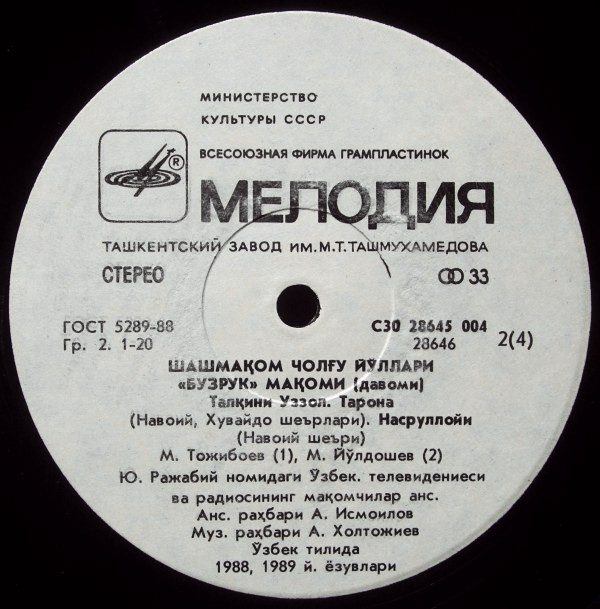 МИНИСТЕРСТВО
КУЛЬТУРЫ СССР
ВСЕСОЮЗНАЯ ФИРМА ГРАМПЛАСТИНОК
®
МЕЛОДИЯ
ТАШКЕНТСКИЙ ЗАВОД ИМ. М.Т.ТАШМУХАМЕДОВА
СТЕРЕО
33
ГОСТ 5289-88
Гр. 2. 1-20
С30 28645 004
28646
2(4)
ШАШМАҚОМ ЧОЛҒУ ЙЎЛЛАРИ
«БУЗРУК» МАҚОМИ (давоми)
Талқини Уззол. Тарона
(Навоий, Хувайдо шеърлари). Насруллойи
(Навоий шеъри)
М. Тожибоев (1), М. Йўлдошев (2)
Ю. Ражабий номидаги Ўзбек. телевидениеси
ва радиосининг мақомчилар анс.
Анс. раҳбари А. Исмоилов
Муз. раҳбари А. Холтожиев
Ўзбек тилида
1988, 1989 й. ёзувлари